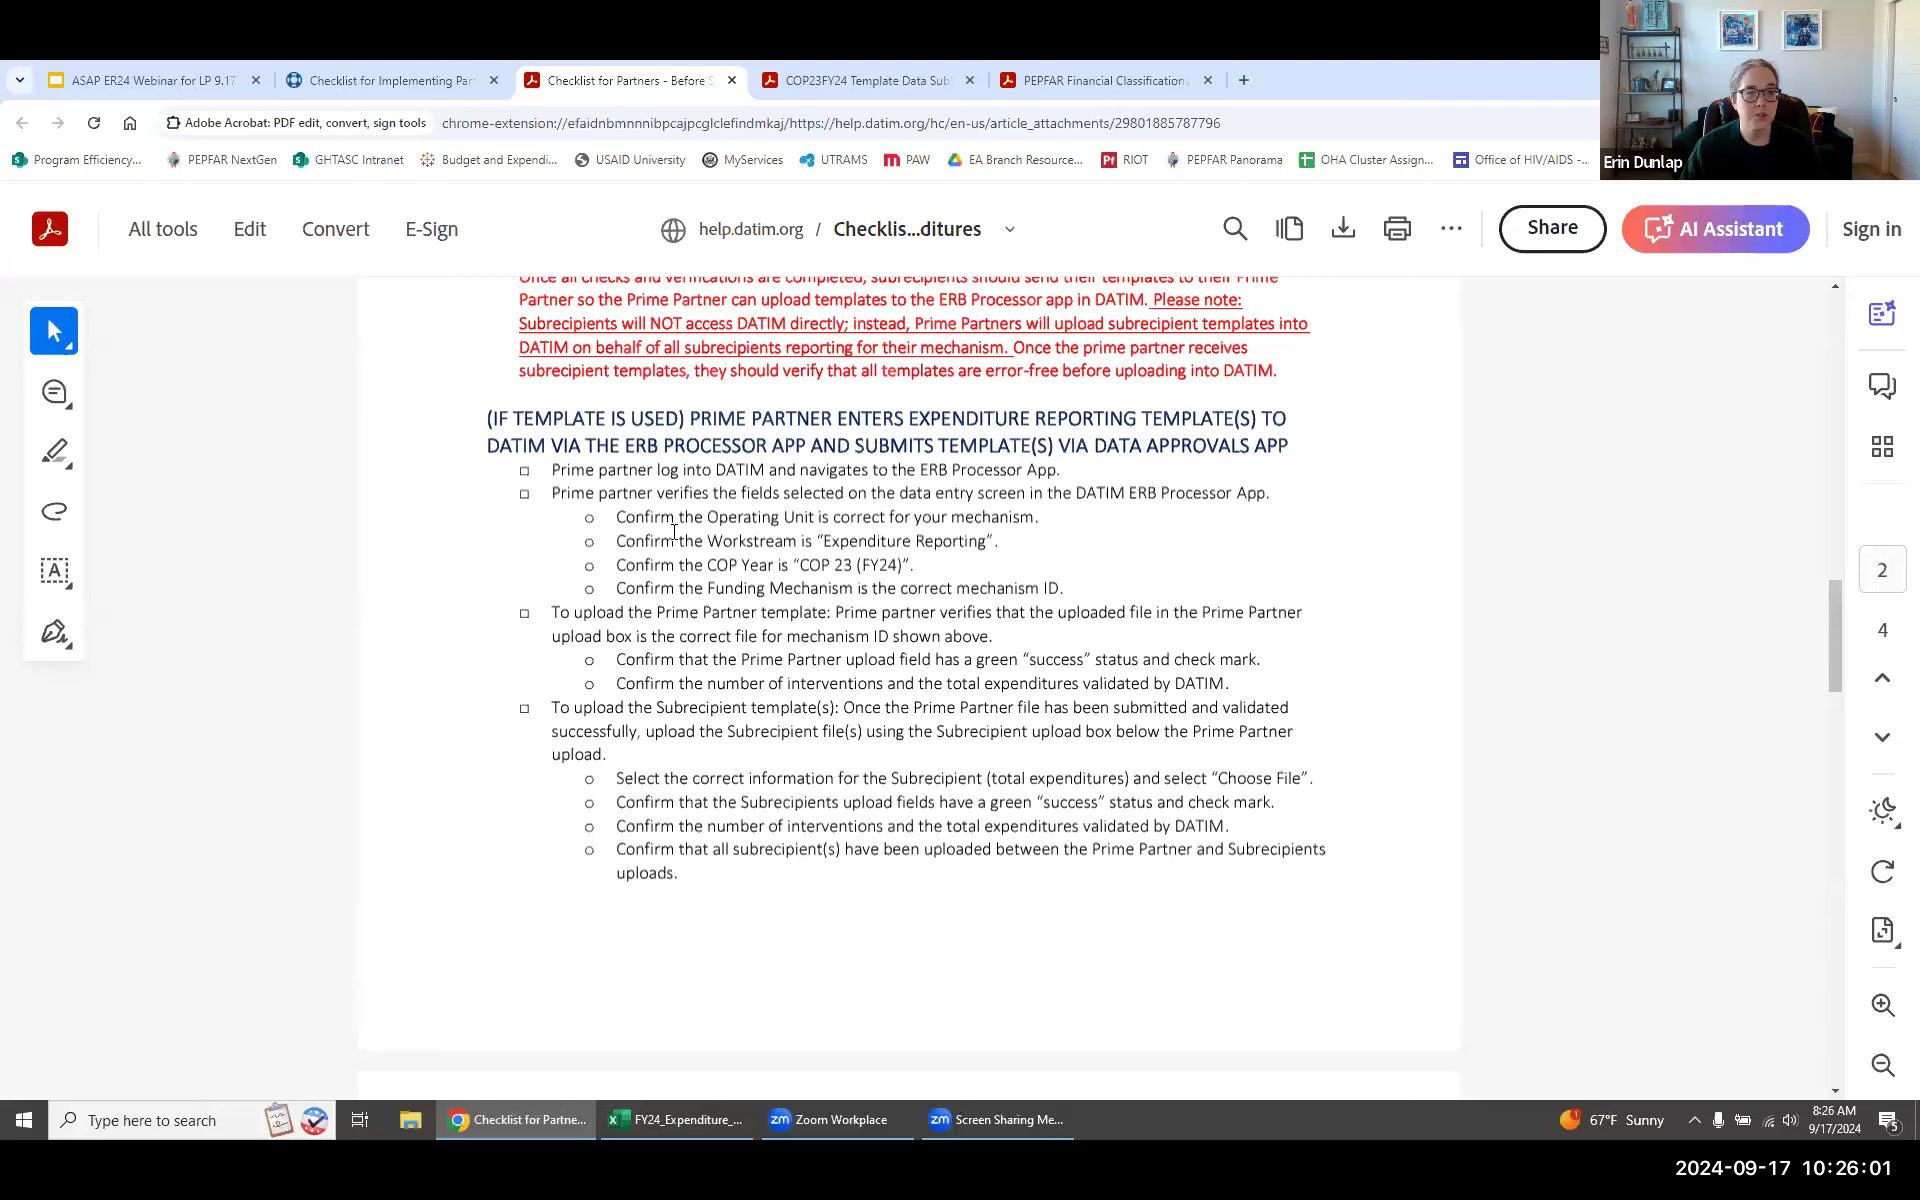 ASAP ER24 Webinar for LP 9.17
Checklist for Implementing Par
Checklist for Partners - Before S
COP23FY24 Template Data Sub
PEPFAR Financial Classifications
Adobe Acrobat: PDF edit, convert, sign tools
chrome-extension://efaidnbmnnnibpcajpcglclefindmkaj/https://help.datim.org/hc/en-us/article_attachments/29801885787796
Program Efficiency...
PEPFAR NextGen
GHTASC Intranet
Budget and Expendi...
USAID University
MyServices
UTRAMS
PAW
EA Branch Resource...
Pf RIOT
PEPFAR Panorama
OHA Cluster Assign...
Office of HIV/AIDS -...
Erin Dunlap
All tools
Edit
Convert
E-Sign
help.datim.org / Checklis...ditures
Share
AI Assistant
Sign in
Once all checks and verifications are completed, subrecipients should send their templates to their Prime
Partner so the Prime Partner can upload templates to the ERB Processor app in DATIM. Please note:
Subrecipients will NOT access DATIM directly; instead, Prime Partners will upload subrecipient templates into
DATIM on behalf of all subrecipients reporting for their mechanism. Once the prime partner receives
subrecipient templates, they should verify that all templates are error-free before uploading into DATIM.
(IF TEMPLATE IS USED) PRIME PARTNER ENTERS EXPENDITURE REPORTING TEMPLATE(S) TO
DATIM VIA THE ERB PROCESSOR APP AND SUBMITS TEMPLATE(S) VIA DATA APPROVALS APP
Prime partner log into DATIM and navigates to the ERB Processor App.
Prime partner verifies the fields selected on the data entry screen in the DATIM ERB Processor App.
Confirm the Operating Unit is correct for your mechanism.
Confirm the Workstream is “Expenditure Reporting”.
Confirm the COP Year is “COP 23 (FY24)”.
Confirm the Funding Mechanism is the correct mechanism ID.
To upload the Prime Partner template: Prime partner verifies that the uploaded file in the Prime Partner
upload box is the correct file for mechanism ID shown above.
Confirm that the Prime Partner upload field has a green “success” status and check mark.
Confirm the number of interventions and the total expenditures validated by DATIM.
To upload the Subrecipient template(s): Once the Prime Partner file has been submitted and validated
successfully, upload the Subrecipient file(s) using the Subrecipient upload box below the Prime Partner
upload.
Select the correct information for the Subrecipient (total expenditures) and select “Choose File”.
Confirm that the Subrecipients upload fields have a green “success” status and check mark.
Confirm the number of interventions and the total expenditures validated by DATIM.
Confirm that all subrecipient(s) have been uploaded between the Prime Partner and Subrecipients
uploads.
2
4
Type here to search
Checklist for Partne...
FY24_Expenditure_...
zm Zoom Workplace
zm Screen Sharing Me...
67°F Sunny
8:26 AM
9/17/2024
5
2024-09-17 10:26:01